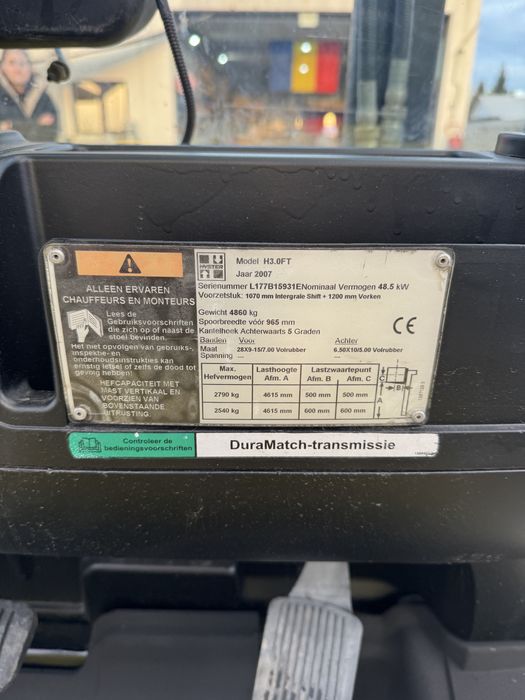 ALLEEN ERVAREN
CHAUFFEURS EN MONTEURS
Lees de
Gebruiksvoorschriften
die zich op of naast de
stoel bevinden.
Het niet opvolgen van gebruiks-,
inspektie- en
onderhoudsinstrukties kan
ernstig letsel of zelfs de dood tot
gevolg hebben.
HEFCAPACITEIT MET
MAST VERTIKAAL EN
VOORZIEN VAN
BOVENSTAANDE
UITRUSTING.
HYSTER
Model H3.0FT
Jaar 2007
Serienummer L177B15931E Nominaal Vermogen 48.5 kW
Voorzetstuk: 1070 mm Intergrale Shift + 1200 mm Vorken
Gewicht 4860 kg
Spoorbreedte vóór 965 mm
Kantelhoek Achterwaarts 5 Graden
CE
Banden Voor Achter
Maat 28X9-15/7.00 Volrubber 6.50X10/5.00 Volrubber
Spanning --- ---
Max. Hefvermogen Lasthoogte Afm. A Lastzwaartepunt Afm. B Afm. C
2790 kg 4615 mm 500 mm 500 mm
2540 kg 4615 mm 600 mm 600 mm
C
B
A
Controleer de
bedieningsvoorschriften
DuraMatch-transmissie